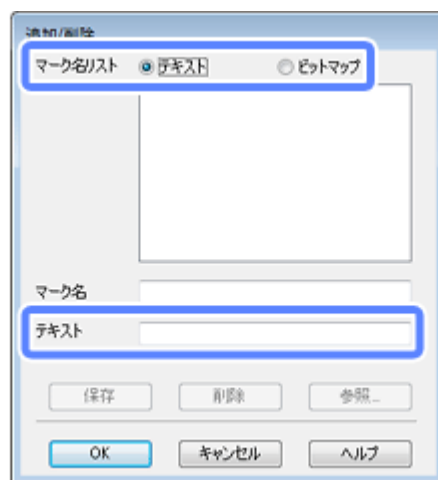 追加/削除
マーク名リスト テキスト ビットマップ
マーク名
テキスト
保存 削除 参照...
OK キャンセル ヘルプ